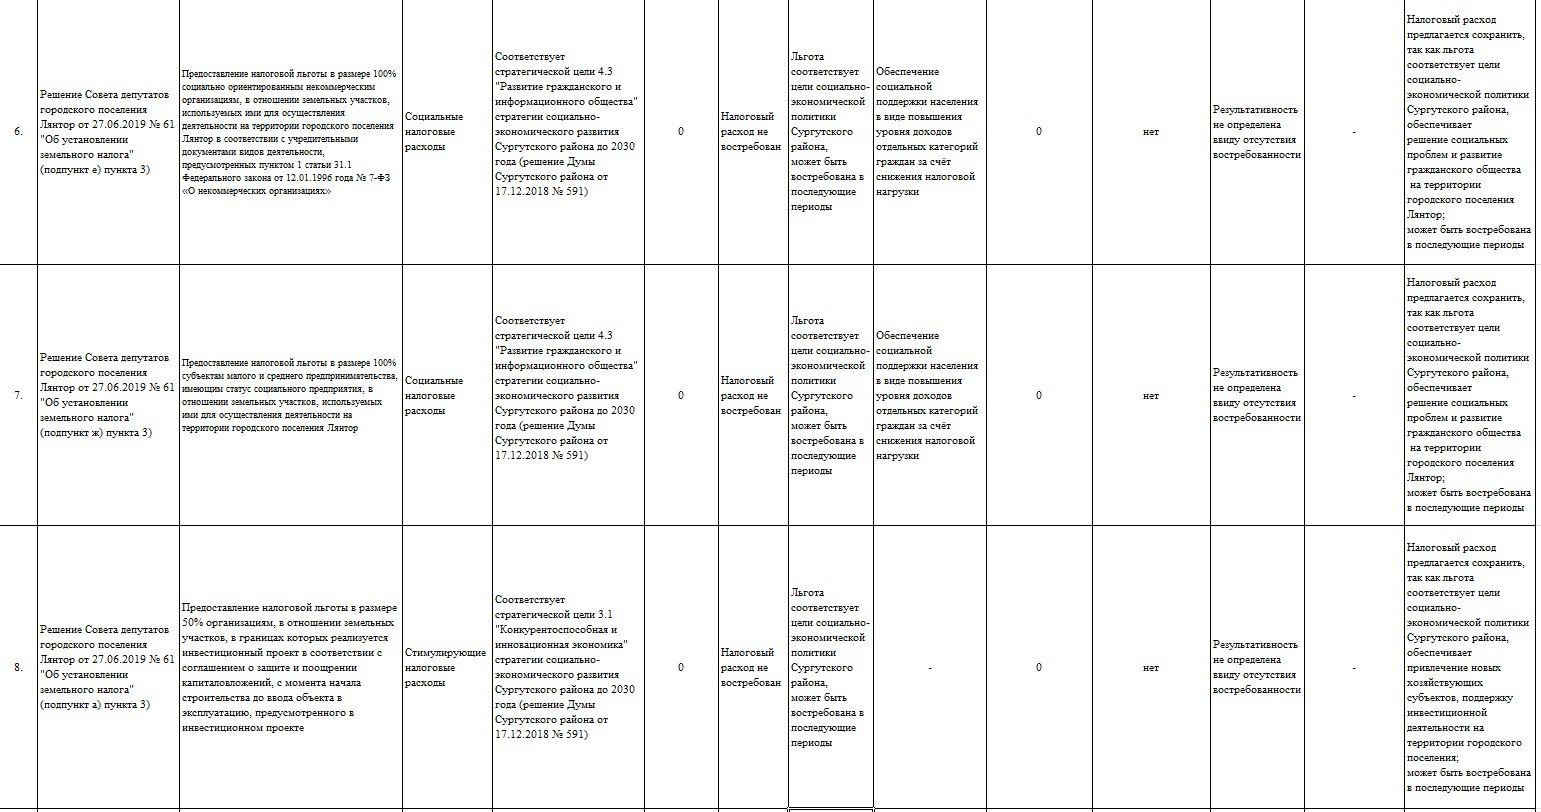 6.
Решение Совета депутатов
городского поселения
Лянтор от 27.06.2019 № 61
"Об установлении
земельного налога"
(подпункт е) пункта 3)
Предоставление налоговой льготы в размере 100%
социально ориентированным некоммерческим
организациям, в отношении земельных участков,
используемых ими для осуществления
деятельности на территории городского поселения
Лянтор в соответствии с учредительными
документами видов деятельности,
предусмотренных пунктом 1 статьи 31.1
Федерального закона от 12.01.1996 года № 7-ФЗ
«О некоммерческих организациях»
Социальные
налоговые
расходы
Соответствует
стратегической цели 4.3
"Развитие гражданского и
информационного общества"
стратегии социально-
экономического развития
Сургутского района до 2030
года (решение Думы
Сургутского района от
17.12.2018 № 591)
0
Налоговый
расход не
востребован
Льгота
соответствует
цели социально-
экономической
политики
Сургутского
района,
может быть
востребована в
последующие
периоды
Обеспечение
социальной
поддержки населения
в виде повышения
уровня доходов
отдельных категорий
граждан за счёт
снижения налоговой
нагрузки
0
нет
Результативность
не определена
ввиду отсутствия
востребованности
-
Налоговый расход
предлагается сохранить,
так как льгота
соответствует цели
социально-
экономической политики
Сургутского района,
обеспечивает
решение социальных
проблем и развитие
гражданского общества
на территории
городского поселения
Лянтор;
может быть востребована
в последующие периоды
7.
Решение Совета депутатов
городского поселения
Лянтор от 27.06.2019 № 61
"Об установлении
земельного налога"
(подпункт ж) пункта 3)
Предоставление налоговой льготы в размере 100%
субъектам малого и среднего предпринимательства,
имеющим статус социального предприятия, в
отношении земельных участков, используемых
ими для осуществления деятельности на
территории городского поселения Лянтор
Социальные
налоговые
расходы
Соответствует
стратегической цели 4.3
"Развитие гражданского и
информационного общества"
стратегии социально-
экономического развития
Сургутского района до 2030
года (решение Думы
Сургутского района от
17.12.2018 № 591)
0
Налоговый
расход не
востребован
Льгота
соответствует
цели социально-
экономической
политики
Сургутского
района,
может быть
востребована в
последующие
периоды
Обеспечение
социальной
поддержки населения
в виде повышения
уровня доходов
отдельных категорий
граждан за счёт
снижения налоговой
нагрузки
0
нет
Результативность
не определена
ввиду отсутствия
востребованности
-
Налоговый расход
предлагается сохранить,
так как льгота
соответствует цели
социально-
экономической политики
Сургутского района,
обеспечивает
решение социальных
проблем и развитие
гражданского общества
на территории
городского поселения
Лянтор;
может быть востребована
в последующие периоды
8.
Решение Совета депутатов
городского поселения
Лянтор от 27.06.2019 № 61
"Об установлении
земельного налога"
(подпункт а) пункта 3)
Предоставление налоговой льготы в размере
50% организациям, в отношении земельных
участков, в границах которых реализуется
инвестиционный проект в соответствии с
соглашением о защите и поощрении
капиталовложений, с момента начала
строительства до ввода объекта в
эксплуатацию, предусмотренного в
инвестиционном проекте
Стимулирующие
налоговые
расходы
Соответствует
стратегической цели 3.1
"Конкурентоспособная и
инновационная экономика"
стратегии социально-
экономического развития
Сургутского района до 2030
года (решение Думы
Сургутского района от
17.12.2018 № 591)
0
Налоговый
расход не
востребован
Льгота
соответствует
цели социально-
экономической
политики
Сургутского
района,
может быть
востребована в
последующие
периоды
-
0
нет
Результативность
не определена
ввиду отсутствия
востребованности
-
Налоговый расход
предлагается сохранить,
так как льгота
соответствует цели
социально-
экономической политики
Сургутского района,
обеспечивает
привлечение новых
хозяйствующих
субъектов, поддержку
инвестиционной
деятельности на
территории городского
поселения;
может быть востребована
в последующие периоды